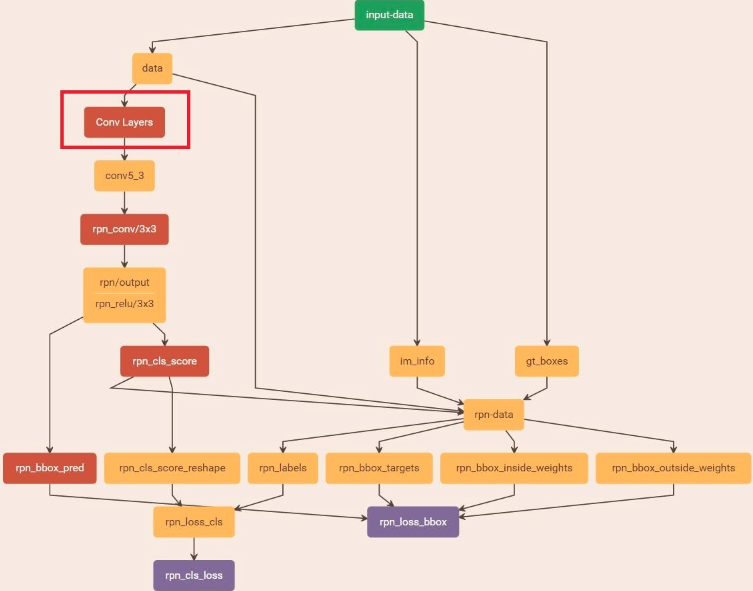 input-data
data
Conv Layers
conv5_3
rpn_conv/3x3
rpn/output
rpn_relu/3x3
rpn_cls_score
im_info
gt_boxes
rpn-data
rpn_bbox_pred
rpn_cls_score_reshape
rpn_labels
rpn_bbox_targets
rpn_bbox_inside_weights
rpn_bbox_outside_weights
rpn_loss_cls
rpn_loss_bbox
rpn_cls_loss